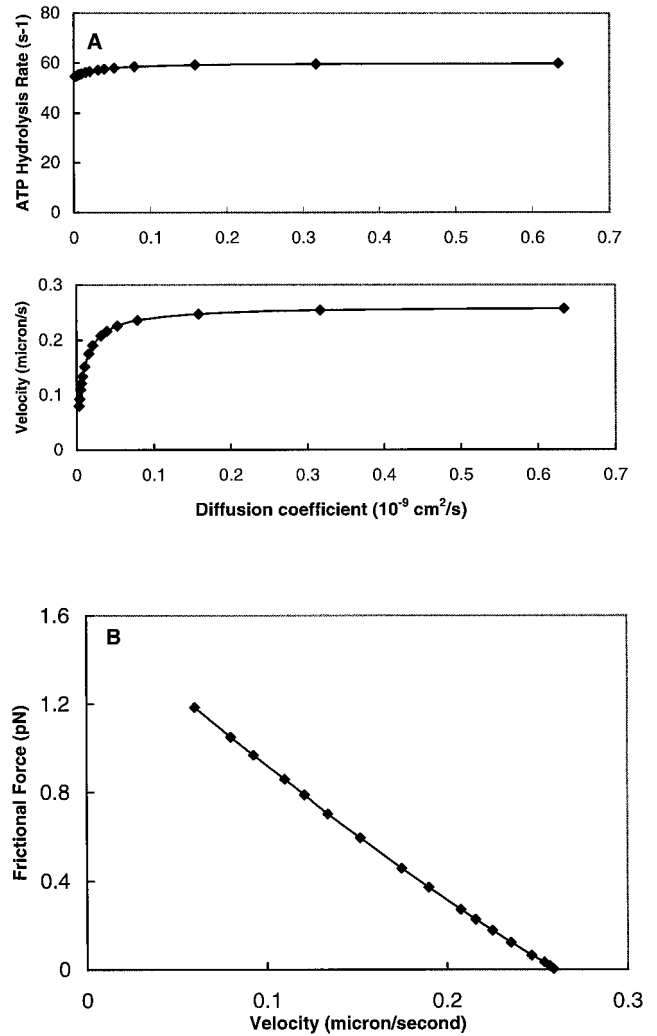 A
ATP Hydrolysis Rate (s-1)
80
60
40
20
0
0 0.1 0.2 0.3 0.4 0.5 0.6 0.7
Velocity (micron/s)
0.3
0.2
0.1
0
0 0.1 0.2 0.3 0.4 0.5 0.6 0.7
Diffusion coefficient (10⁻⁹ cm²/s)
B
Frictional Force (pN)
1.6
1.2
0.8
0.4
0
0 0.1 0.2 0.3
Velocity (micron/second)